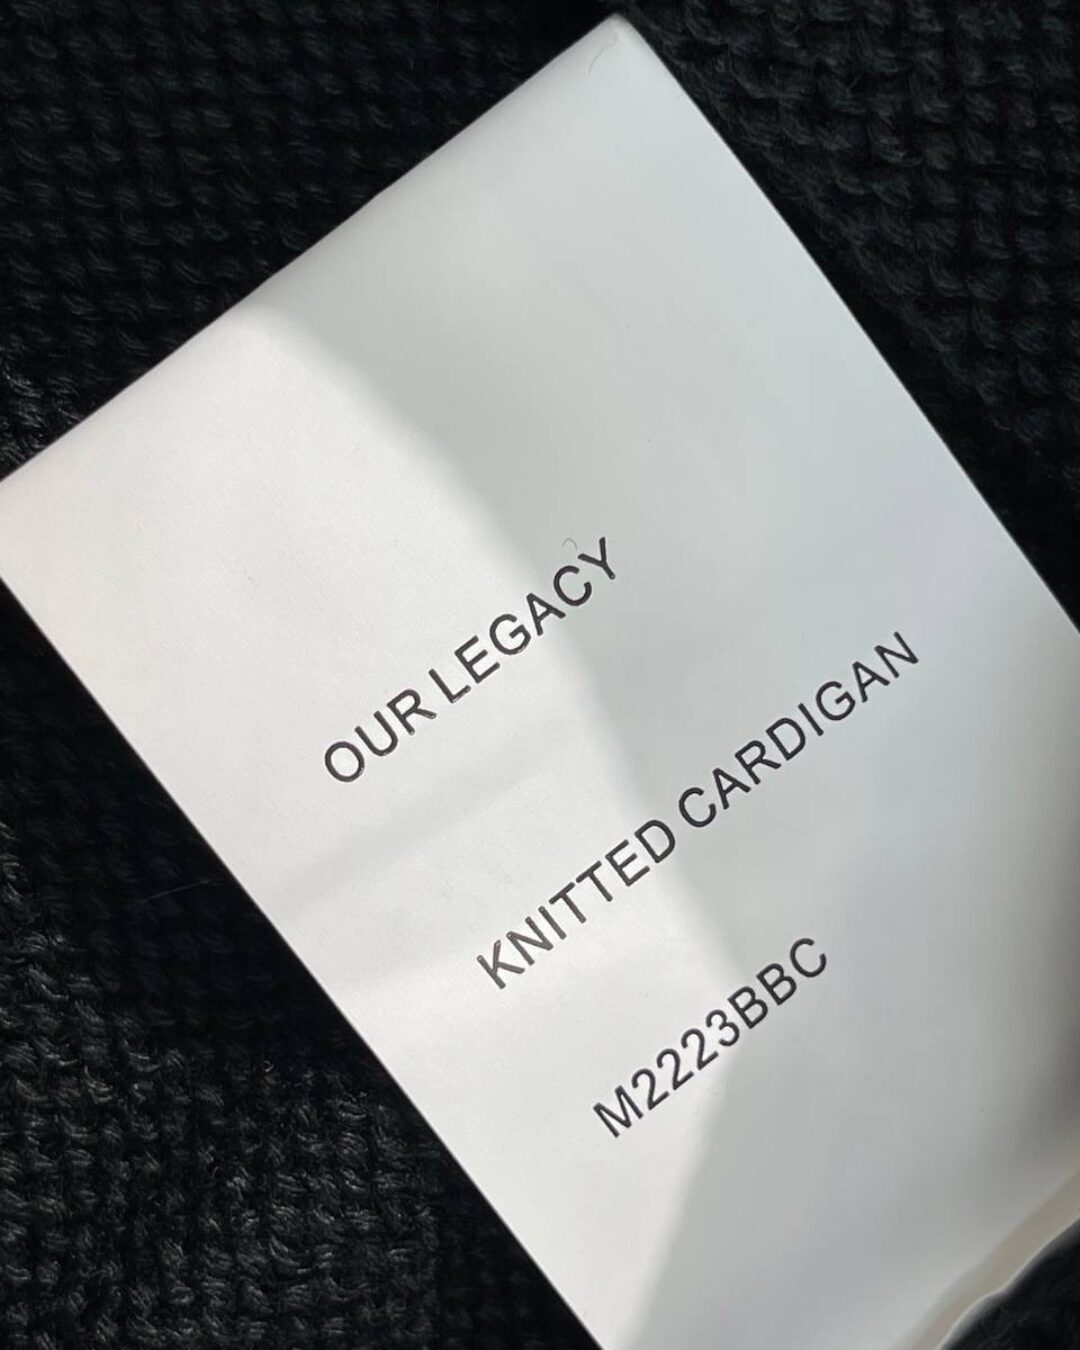 OUR LEGACY
KNITTED CARDIGAN
M2223BBC